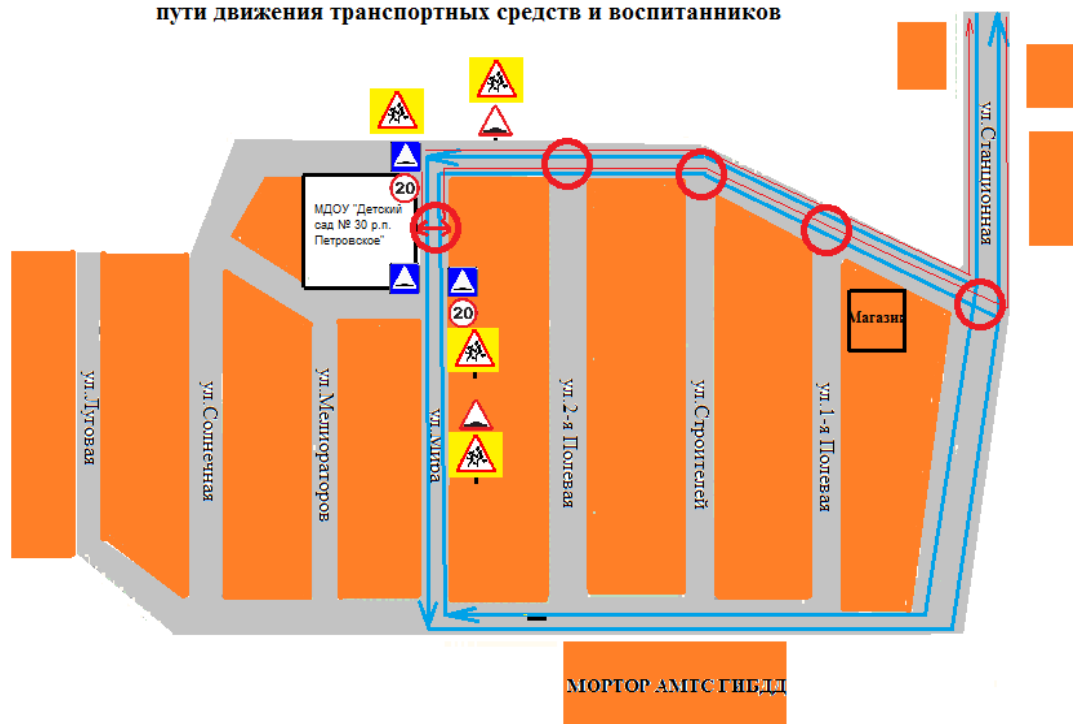 пути движения транспортных средств и воспитанников
ул.Станционная
20
МДОУ "Детский
сад № 30 р.п.
Петровское"
20
Магазин
ул.Луговая
ул.Солнечная
ул.Мелиораторов
ул.Мира
ул.2-я Полевая
ул.Строителей
ул.1-я Полевая
МОРТОР АМТС ГИБДД